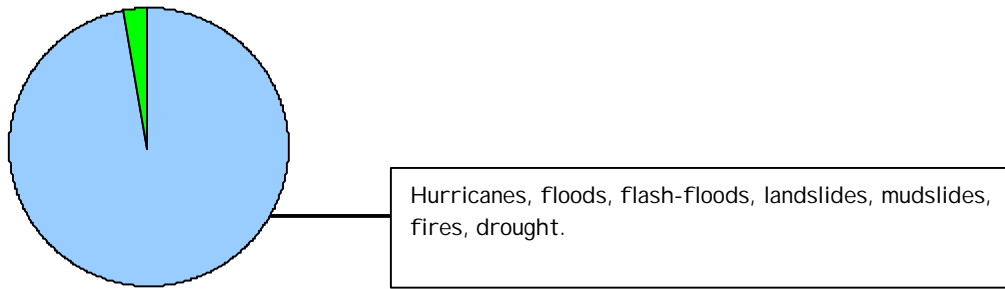 Hurricanes, floods, flash-floods, landslides, mudslides,
fires, drought.